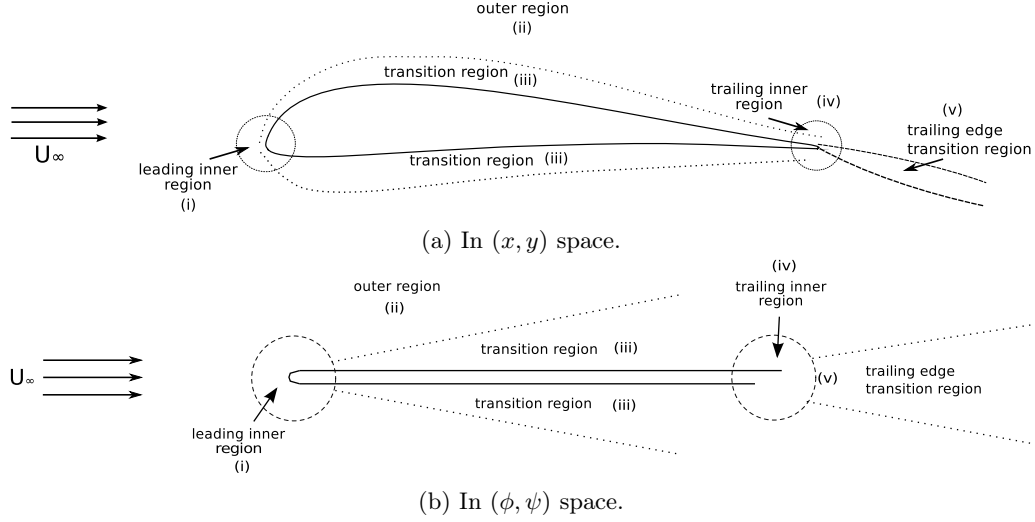 outer region
(ii)
transition region (iii)
trailing inner
region
(iv)
(v)
trailing edge
transition region
U∞
transition region (iii)
leading inner
region
(i)
(a) In (x, y) space.
(iv)
outer region
(ii)
trailing inner
region
transition region (iii)
U∞
(v)
trailing edge
transition region
transition region (iii)
leading inner
region
(i)
(b) In (ϕ, ψ) space.